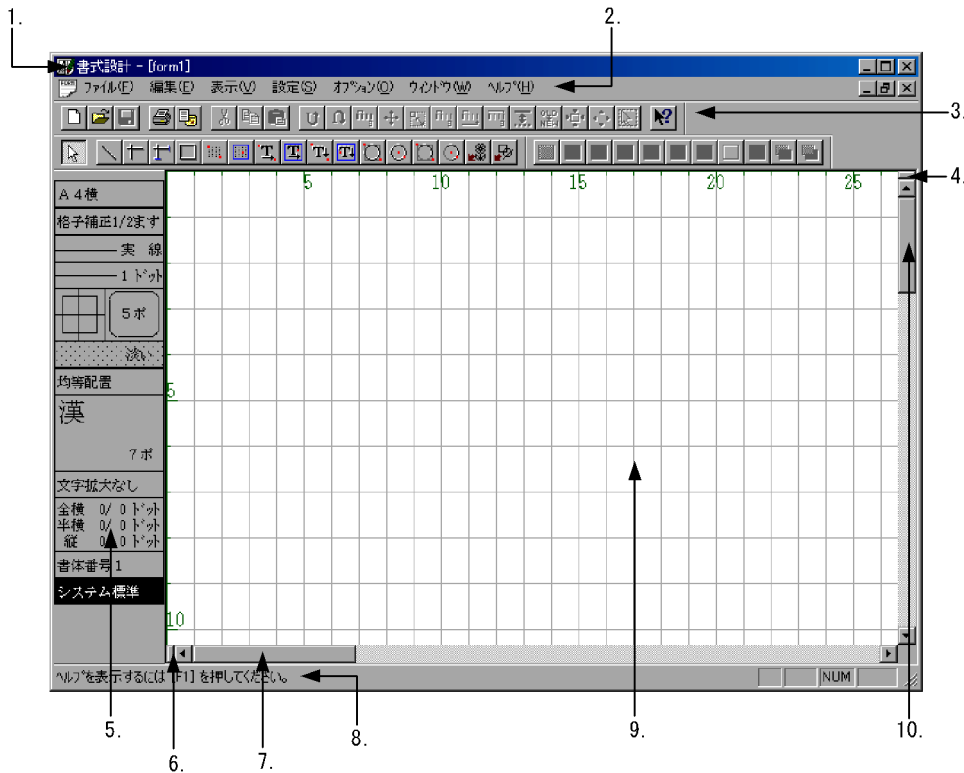 1.
2.
書式設計 - [form1]
ファイル(F) 編集(E) 表示(V) 設定(S) オプション(O) ウィンドウ(W) ヘルプ(H)
3.
4.
5 10 15 20 25
A4横
格子補正1/2ます
実 線
1 ドット
5ポ
淡い
均等配置
5
漢
7ポ
文字拡大なし
全横 0/ 0 ドット
半横 0/ 0 ドット
縦 0/ 0 ドット
書体番号1
システム標準
10
ヘルプを表示するには [F1] を押してください。
NUM
5.
6.
7.
8.
9.
10.